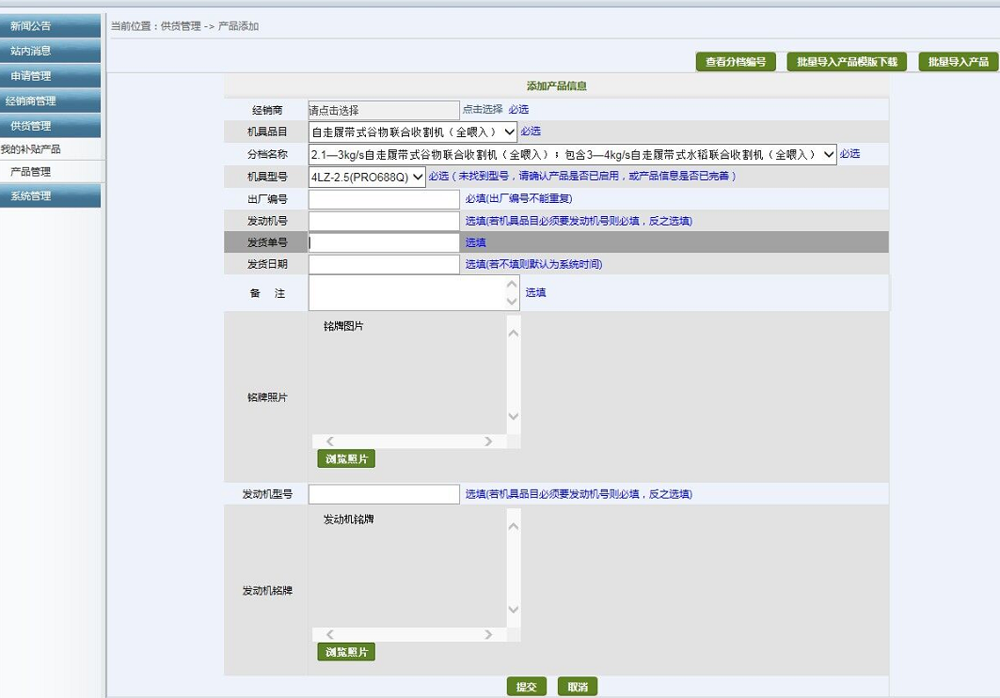 新闻公告
站内消息
申请管理
经销商管理
供货管理
我的补贴产品
产品管理
系统管理
当前位置：供货管理 -> 产品添加
查看分档编号 批量导入产品模版下载 批量导入产品
添加产品信息
经销商 请点击选择 点击选择 必选
机具品目 自走履带式谷物联合收割机（全喂入） 必选
分档名称 2.1—3kg/s自走履带式谷物联合收割机（全喂入）；包含3—4kg/s自走履带式水稻联合收割机（全喂入） 必选
机具型号 4LZ-2.5(PRO688Q) 必选（未找到型号，请确认产品是否已启用，或产品信息是否已完善）
出厂编号 必填(出厂编号不能重复)
发动机号 选填(若机具品目必须要发动机号则必填，反之选填)
发货单号 选填
发货日期 选填(若不填则默认为系统时间)
备 注 选填
铭牌图片
铭牌照片
浏览照片
发动机型号 选填(若机具品目必须要发动机号则必填，反之选填)
发动机铭牌
发动机铭牌
浏览照片
提交 取消